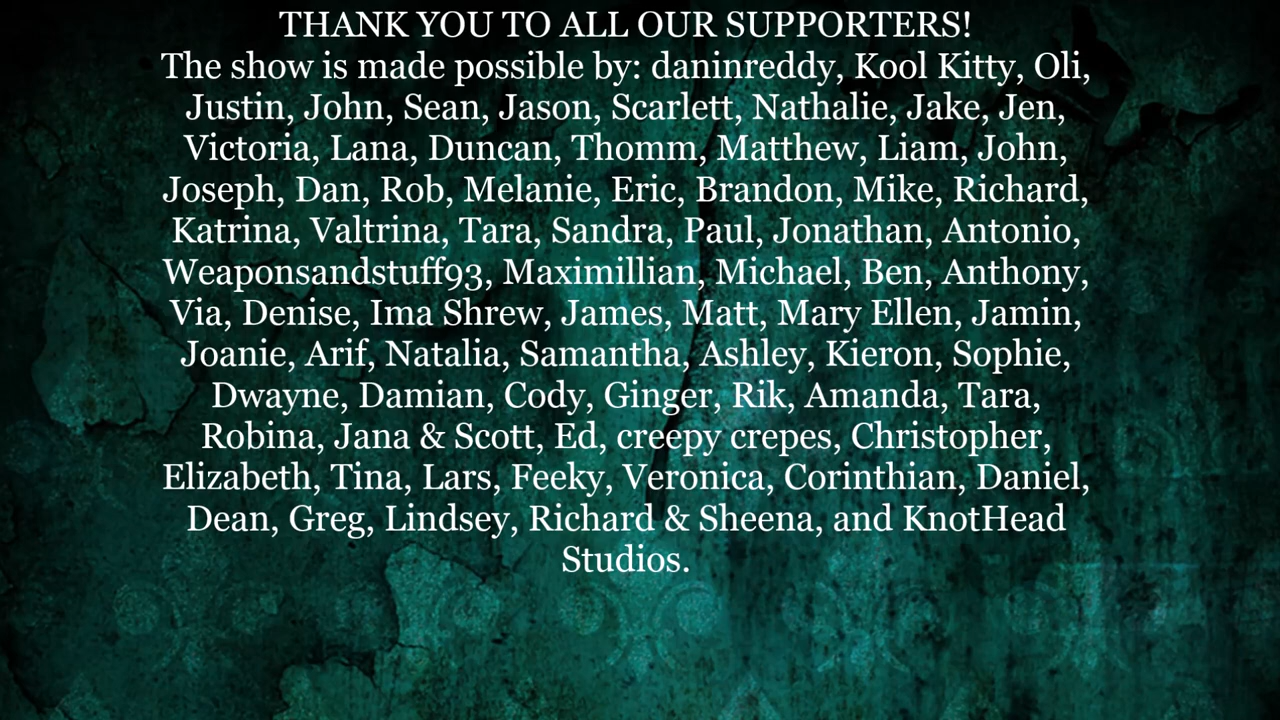 THANK YOU TO ALL OUR SUPPORTERS!
The show is made possible by: daninreddy, Kool Kitty, Oli,
Justin, John, Sean, Jason, Scarlett, Nathalie, Jake, Jen,
Victoria, Lana, Duncan, Thomm, Matthew, Liam, John,
Joseph, Dan, Rob, Melanie, Eric, Brandon, Mike, Richard,
Katrina, Valtrina, Tara, Sandra, Paul, Jonathan, Antonio,
Weaponsandstuff93, Maximillian, Michael, Ben, Anthony,
Via, Denise, Ima Shrew, James, Matt, Mary Ellen, Jamin,
Joanie, Arif, Natalia, Samantha, Ashley, Kieron, Sophie,
Dwayne, Damian, Cody, Ginger, Rik, Amanda, Tara,
Robina, Jana & Scott, Ed, creepy crepes, Christopher,
Elizabeth, Tina, Lars, Feeky, Veronica, Corinthian, Daniel,
Dean, Greg, Lindsey, Richard & Sheena, and KnotHead
Studios.